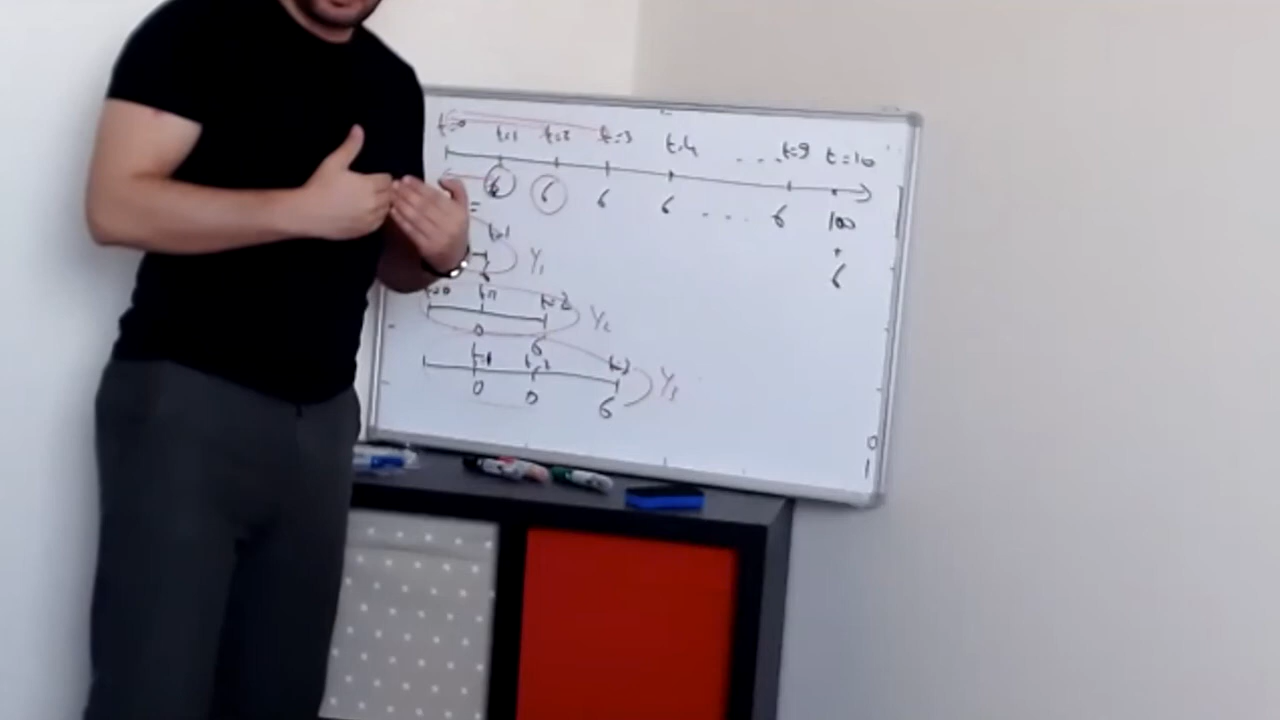 t=0 t=1 t=2 t=3 t=4 ... t=9 t=10
6 6 6 6 .... 6 100
=
+
6
t=1
Y₁
6
t=0 t=1 t=2
Y₂
0 6
t=1 t=2 t=3
Y₃
0 0 6